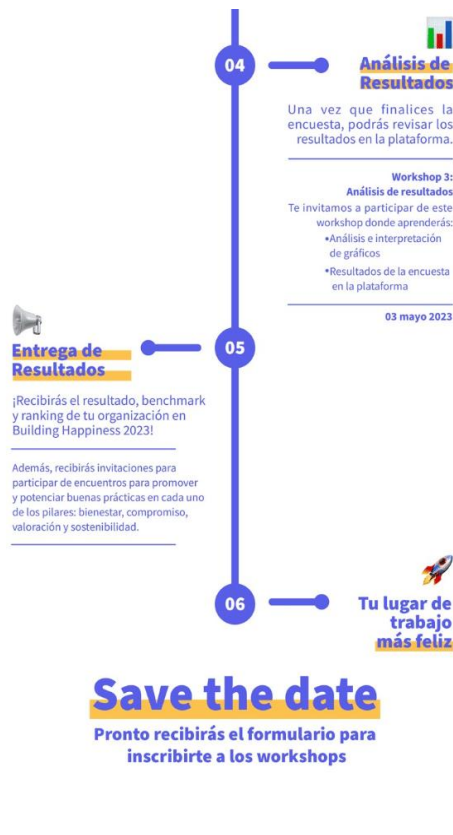 04
Análisis de
Resultados
Una vez que finalices la
encuesta, podrás revisar los
resultados en la plataforma.
Workshop 3:
Análisis de resultados
Te invitamos a participar de este
workshop donde aprenderás:
•Análisis e interpretación
de gráficos
•Resultados de la encuesta
en la plataforma
03 mayo 2023
05
Entrega de
Resultados
¡Recibirás el resultado, benchmark
y ranking de tu organización en
Building Happiness 2023!
Además, recibirás invitaciones para
participar de encuentros para promover
y potenciar buenas prácticas en cada uno
de los pilares: bienestar, compromiso,
valoración y sostenibilidad.
06
Tu lugar de
trabajo
más feliz
Save the date
Pronto recibirás el formulario para
inscribirte a los workshops